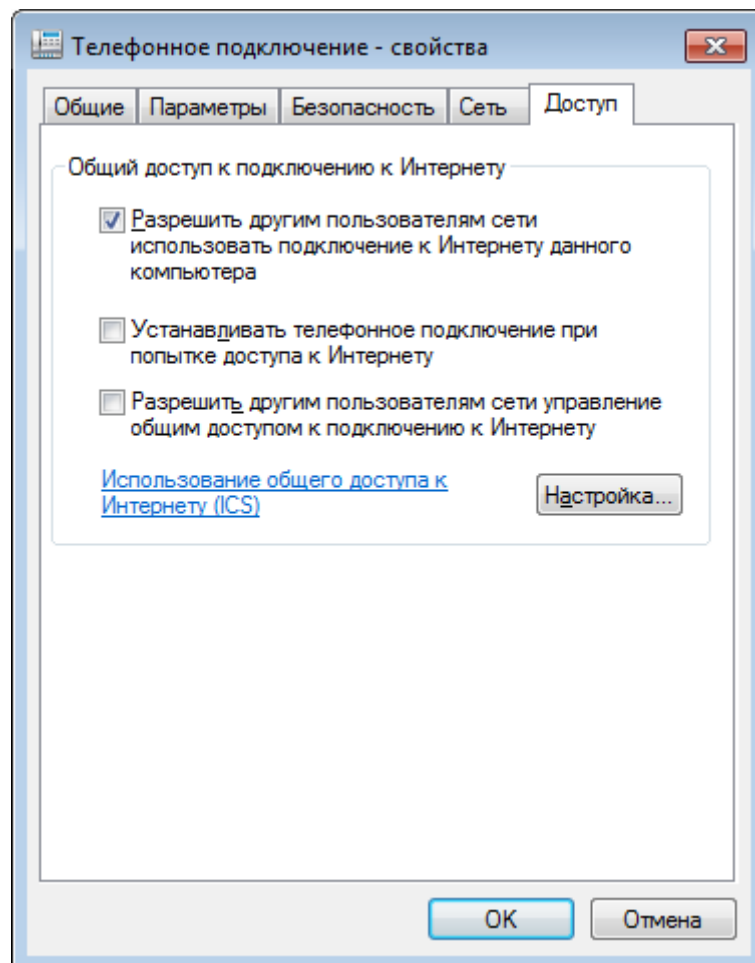 Телефонное подключение - свойства
Общие Параметры Безопасность Сеть Доступ
Общий доступ к подключению к Интернету
Разрешить другим пользователям сети
использовать подключение к Интернету данного
компьютера
Устанавливать телефонное подключение при
попытке доступа к Интернету
Разрешить другим пользователям сети управление
общим доступом к подключению к Интернету
Использование общего доступа к
Интернету (ICS)
Настройка...
OK Отмена